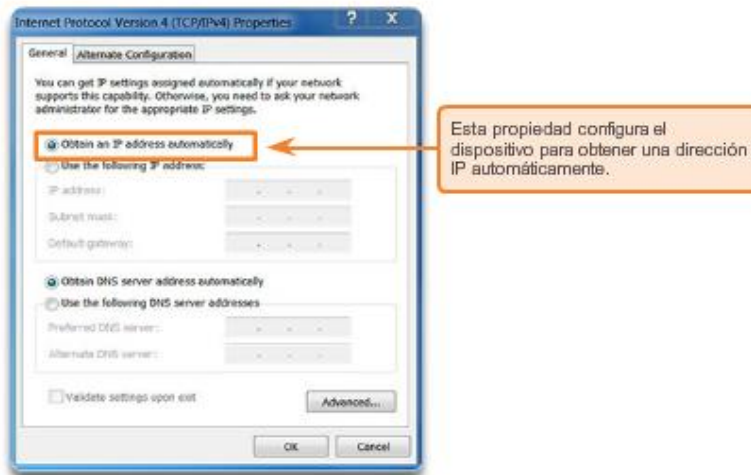 Internet Protocol Version 4 (TCP/IPv4) Properties
? X
General
Alternate Configuration
You can get IP settings assigned automatically if your network
supports this capability. Otherwise, you need to ask your network
administrator for the appropriate IP settings.
Obtain an IP address automatically
Use the following IP address:
IP address:
Subnet mask:
Default gateway:
Obtain DNS server address automatically
Use the following DNS server addresses
Preferred DNS server:
Alternate DNS server:
Validate settings upon exit
Advanced...
OK
Cancel
Esta propiedad configura el
dispositivo para obtener una dirección
IP automáticamente.